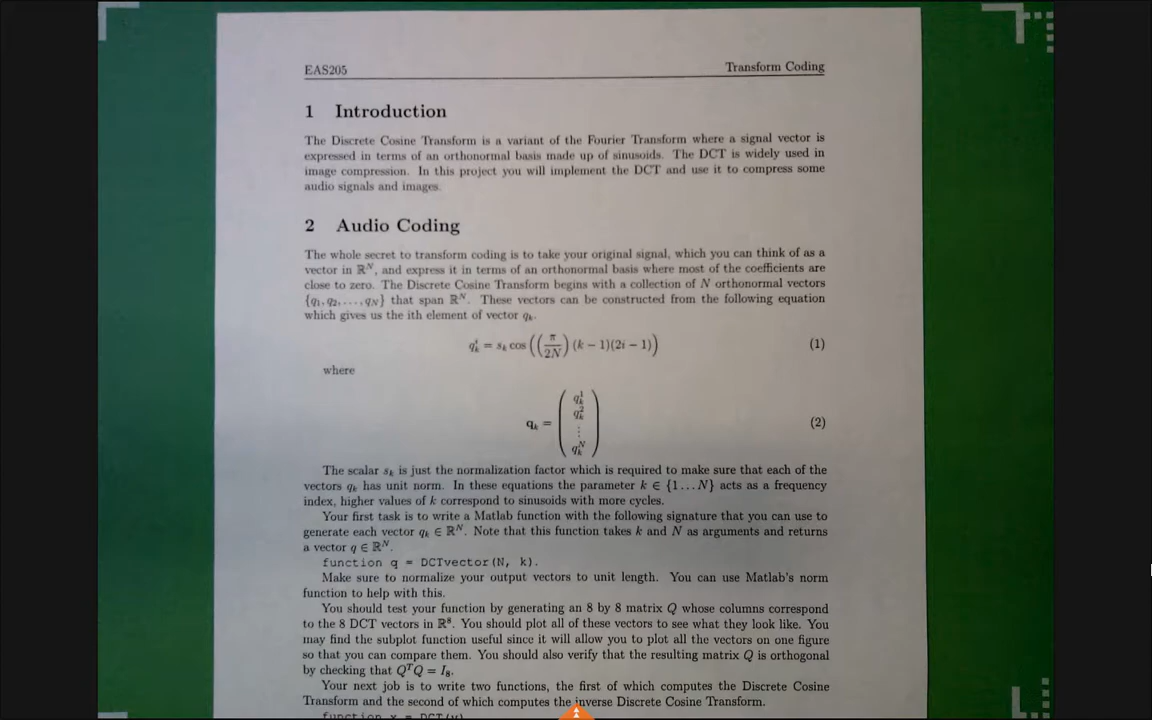 EAS205 Transform Coding
1 Introduction
The Discrete Cosine Transform is a variant of the Fourier Transform where a signal vector is
expressed in terms of an orthonormal basis made up of sinusoids. The DCT is widely used in
image compression. In this project you will implement the DCT and use it to compress some
audio signals and images.
2 Audio Coding
The whole secret to transform coding is to take your original signal, which you can think of as a
vector in ℝ^N, and express it in terms of an orthonormal basis where most of the coefficients are
close to zero. The Discrete Cosine Transform begins with a collection of N orthonormal vectors
{q₁, q₂, . . . , q_N} that span ℝ^N. These vectors can be constructed from the following equation
which gives us the ith element of vector q_k.
q_k^i = s_k cos((π/2N)(k − 1)(2i − 1)) (1)
where
q_k = (q_k^1 q_k^2 ⋮ q_k^N) (2)
The scalar s_k is just the normalization factor which is required to make sure that each of the
vectors q_k has unit norm. In these equations the parameter k ∈ {1 . . . N} acts as a frequency
index, higher values of k correspond to sinusoids with more cycles.
Your first task is to write a Matlab function with the following signature that you can use to
generate each vector q_k ∈ ℝ^N. Note that this function takes k and N as arguments and returns
a vector q ∈ ℝ^N.
function q = DCTvector(N, k).
Make sure to normalize your output vectors to unit length. You can use Matlab's norm
function to help with this.
You should test your function by generating an 8 by 8 matrix Q whose columns correspond
to the 8 DCT vectors in ℝ^8. You should plot all of these vectors to see what they look like. You
may find the subplot function useful since it will allow you to plot all the vectors on one figure
so that you can compare them. You should also verify that the resulting matrix Q is orthogonal
by checking that Q^T Q = I₈.
Your next job is to write two functions, the first of which computes the Discrete Cosine
Transform and the second of which computes the inverse Discrete Cosine Transform.
function x = DCT(y)